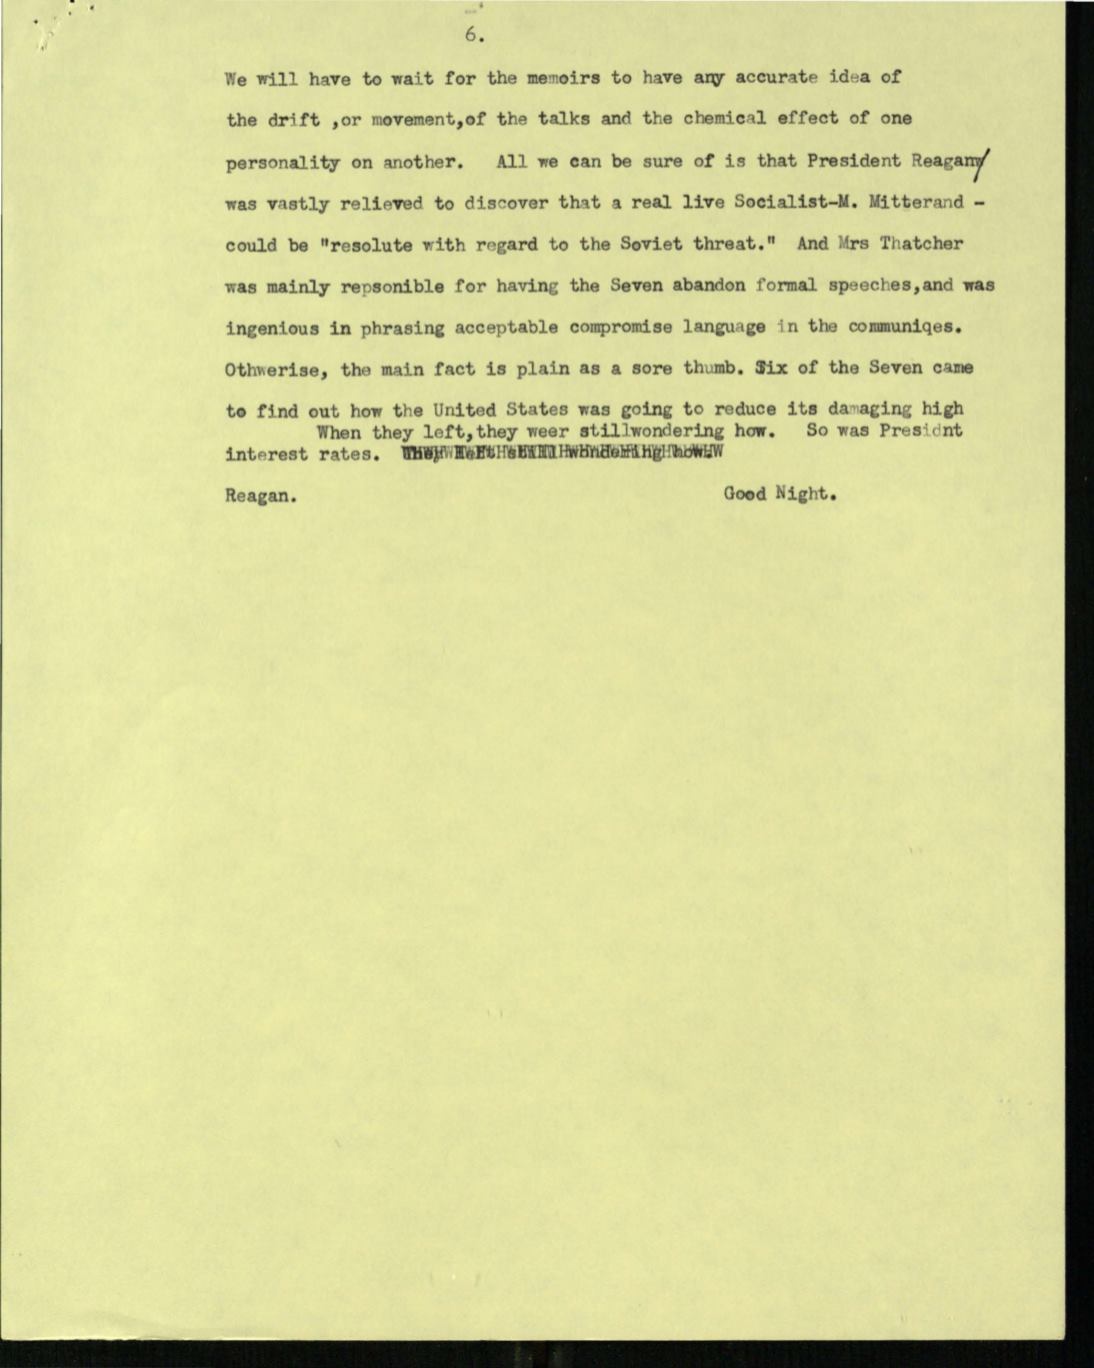 6.
We will have to wait for the memoirs to have any accurate idea of
the drift ,or movement,of the talks and the chemical effect of one
personality on another. All we can be sure of is that President Reagan
was vastly relieved to discover that a real live Socialist-M. Mitterand -
could be "resolute with regard to the Soviet threat." And Mrs Thatcher
was mainly repsonible for having the Seven abandon formal speeches,and was
ingenious in phrasing acceptable compromise language in the communiqes.
Othwerise, the main fact is plain as a sore thumb. Six of the Seven came
to find out how the United States was going to reduce its damaging high
When they left,they weer stillwondering how. So was Presidnt
interest rates.
Reagan. Good Night.